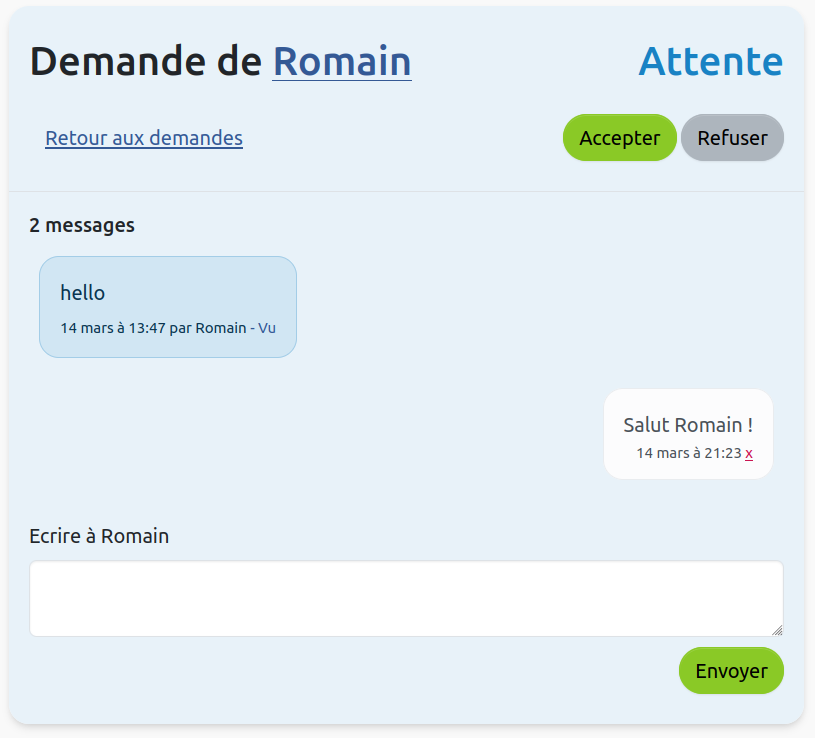 Demande de Romain
Attente
Retour aux demandes
Accepter
Refuser
2 messages
hello
14 mars à 13:47 par Romain - Vu
Salut Romain !
14 mars à 21:23 x
Ecrire à Romain
Envoyer